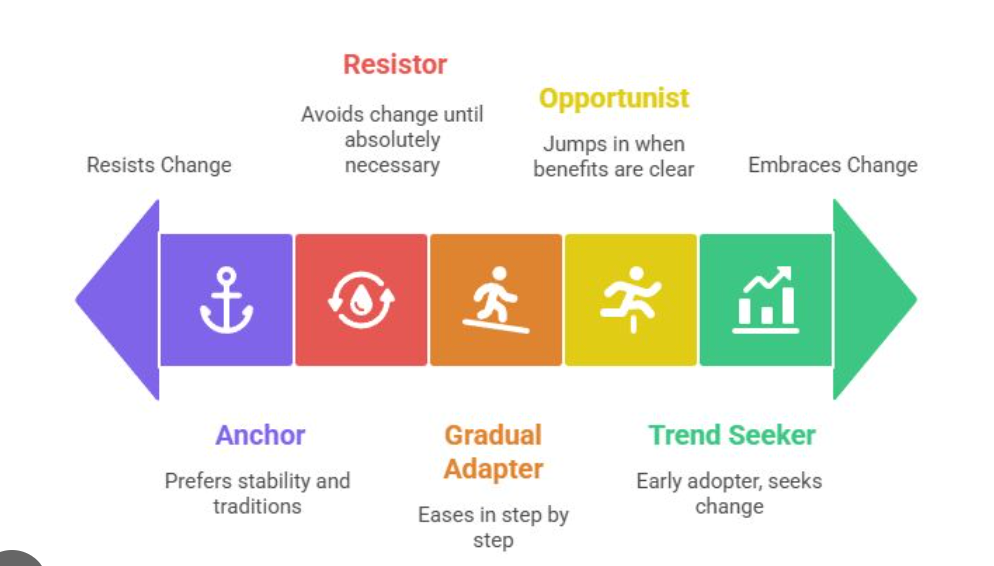 Resistor
Avoids change until
absolutely
necessary
Opportunist
Jumps in when
benefits are clear
Resists Change
Embraces Change
Anchor
Prefers stability and
traditions
Gradual
Adapter
Eases in step by
step
Trend Seeker
Early adopter, seeks
change